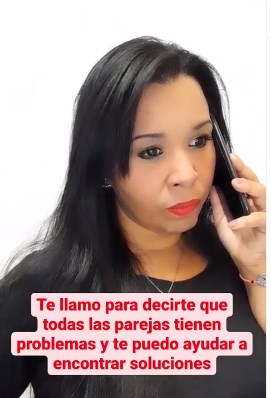 Te llamo para decirte que
todas las parejas tienen
problemas y te puedo ayudar a
encontrar soluciones